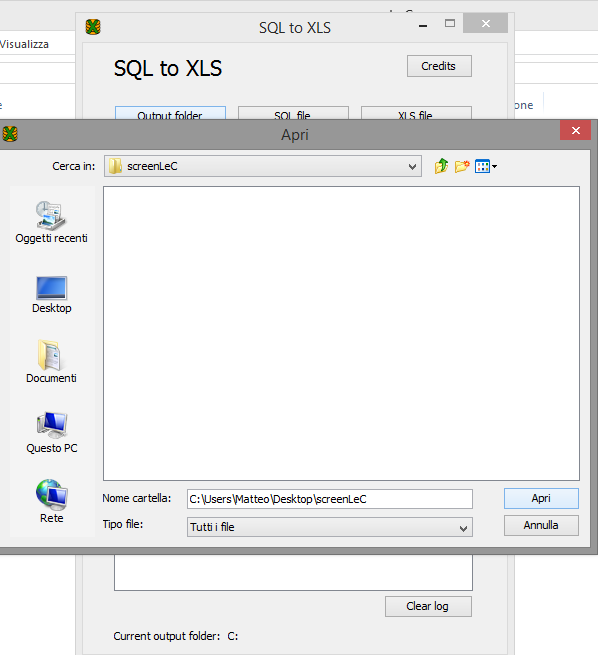 SQL to XLS
Visualizza
SQL to XLS
Credits
Output folder
SQL file
XLS file
one
Apri
Cerca in:
screenLeC
Oggetti recenti
Desktop
Documenti
Questo PC
Rete
Nome cartella:
C:\Users\Matteo\Desktop\screenLeC
Apri
Tipo file:
Tutti i file
Annulla
Clear log
Current output folder: C: